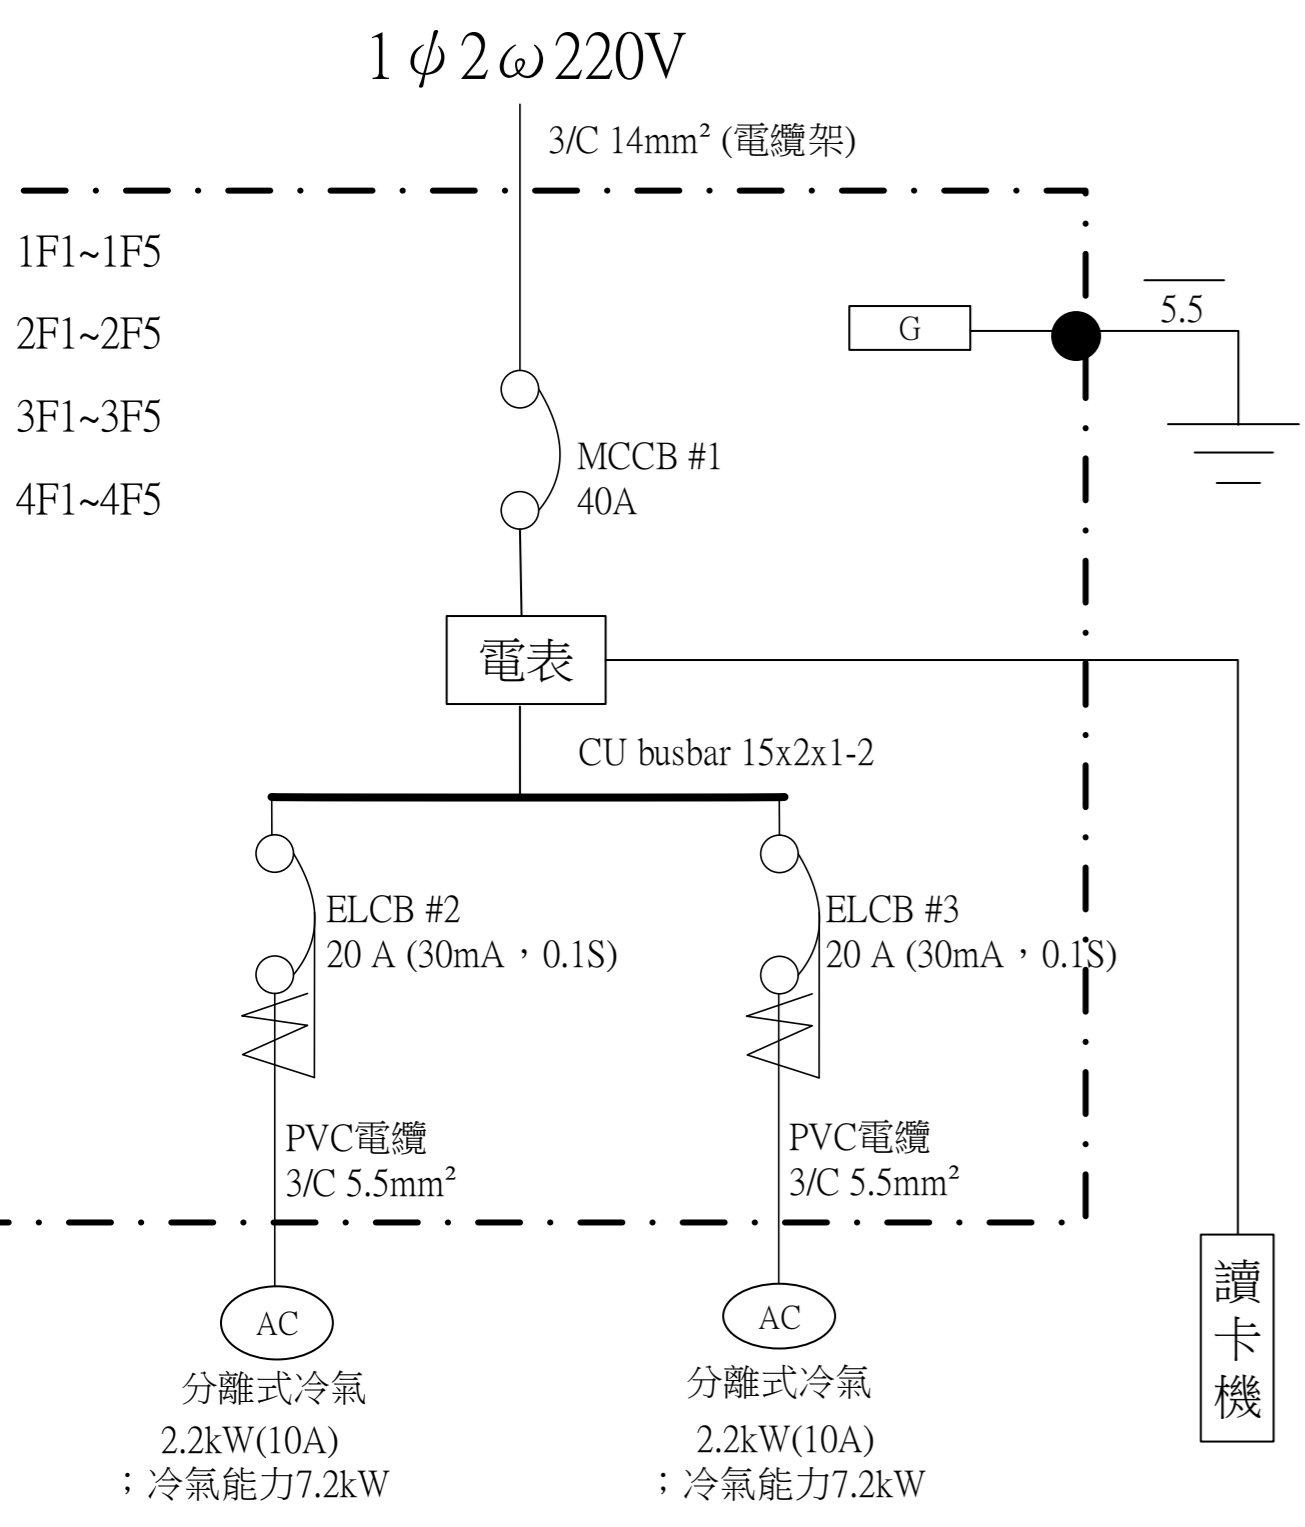 1φ2ω220V
3/C 14mm² (電纜架)
1F1~1F5
2F1~2F5
3F1~3F5
4F1~4F5
G
5.5
MCCB #1
40A
電表
CU busbar 15x2x1-2
ELCB #2
20 A (30mA，0.1S)
ELCB #3
20 A (30mA，0.1S)
PVC電纜
3/C 5.5mm²
PVC電纜
3/C 5.5mm²
AC
分離式冷氣
2.2kW(10A)
；冷氣能力7.2kW
AC
分離式冷氣
2.2kW(10A)
；冷氣能力7.2kW
讀卡機